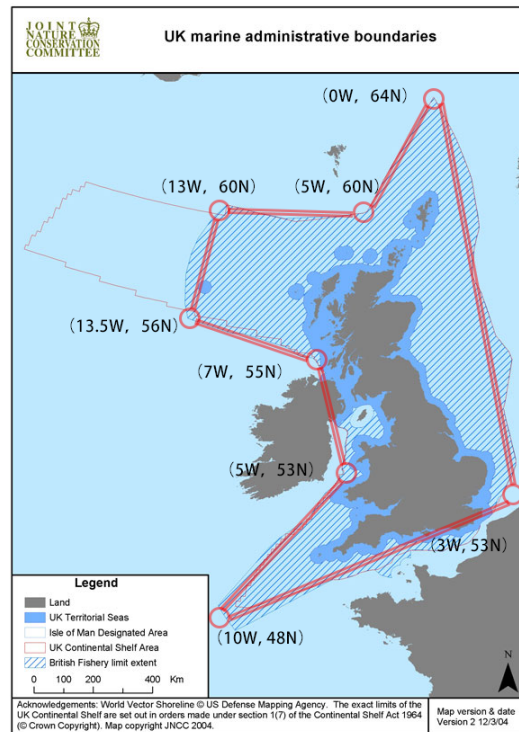 JOINT
NATURE
CONSERVATION
COMMITTEE
UK marine administrative boundaries
(0W, 64N)
(13W, 60N)
(5W, 60N)
(13.5W, 56N)
(7W, 55N)
(5W, 53N)
(3W, 53N)
(10W, 48N)
Legend
Land
UK Territorial Seas
Isle of Man Designated Area
UK Continental Shelf Area
British Fishery limit extent
0 100 200 400 Km
N
Acknowledgements: World Vector Shoreline © US Defense Mapping Agency. The exact limits of the
UK Continental Shelf are set out in orders made under section 1(7) of the Continental Shelf Act 1964
(© Crown Copyright). Map copyright JNCC 2004.
Map version & date
Version 2 12/3/04